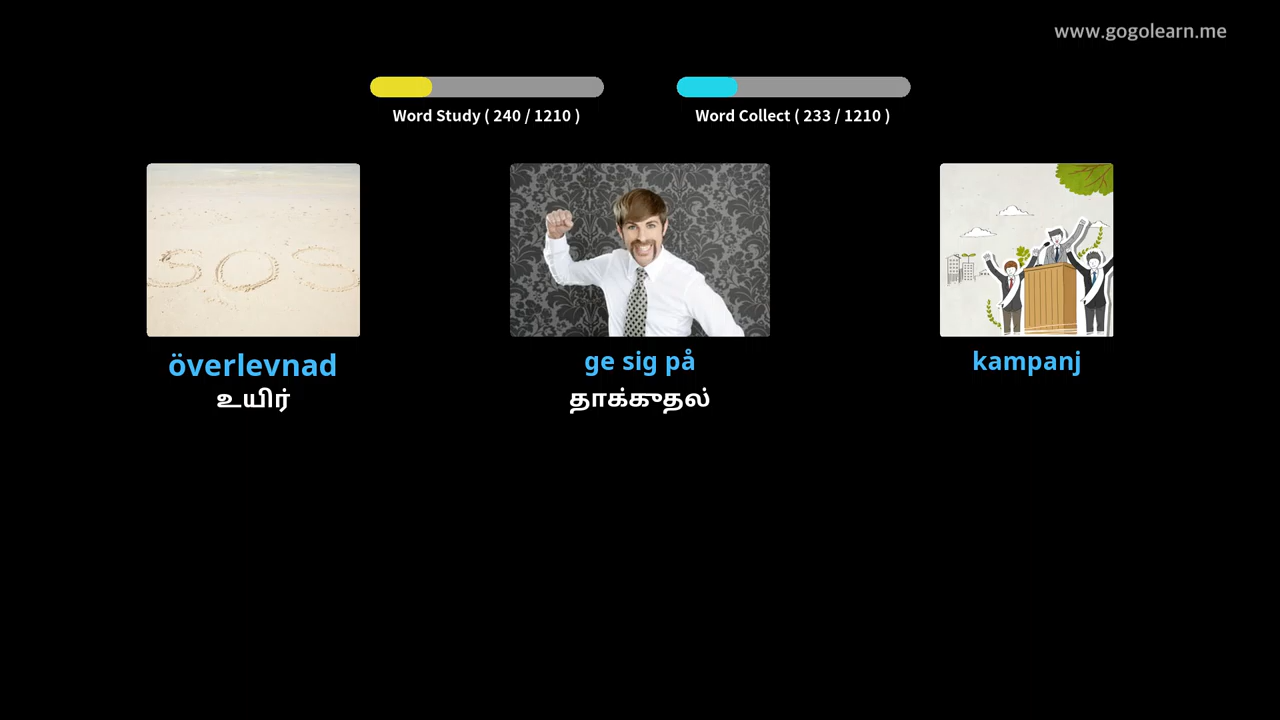 www.gogolearn.me
Word Study ( 240 / 1210 )
Word Collect ( 233 / 1210 )
SOS
överlevnad
ge sig på
kampanj
உயிர்
தாக்குதல்